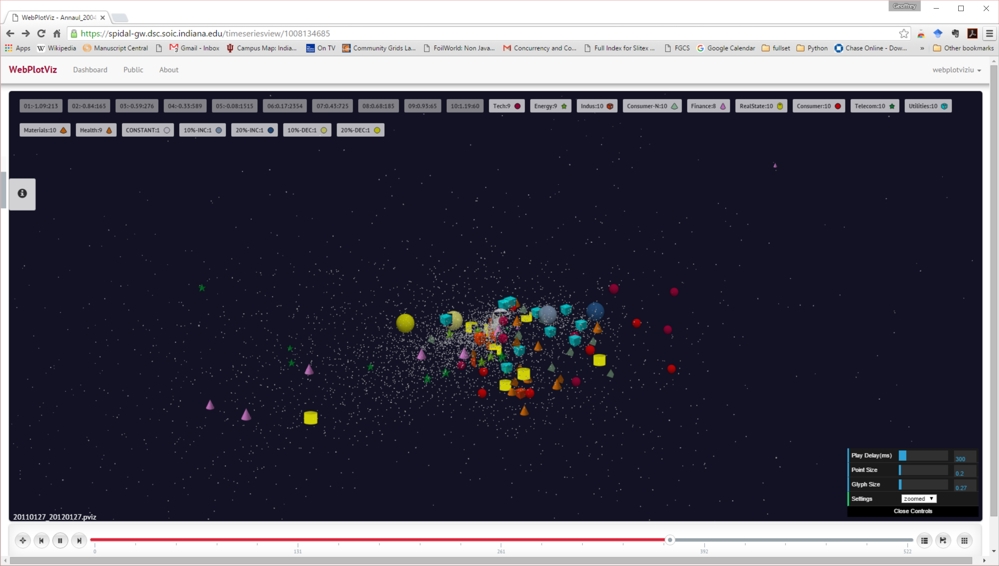 Geoffrey
WebPlotViz - Annaul_2004
https://spidal-gw.dsc.soic.indiana.edu/timeseriesview/1008134685
Apps W Wikipedia Manuscript Central 3 Gmail - Inbox Campus Map: India... The Weather Channel On TV Community Grids La... FoilWorld: Non Java... Concurrency and Co... Full Index for Slitex ... FGCS Google Calendar fullset Python Chase Online - Dow... » Other bookmarks
WebPlotViz Dashboard Public About webplotviziu
01:-1.09:213 02:-0.84:165 03:-0.59:276 04:-0.33:589 05:-0.08:1515 06:0.17:2354 07:0.43:725 08:0.68:185 09:0.93:65 10:1.19:60 Tech:9 Energy:9 Indus:10 Consumer-N:10 Finance:8 RealState:10 Consumer:10 Telecom:10 Utilities:10
Materials:10 Health:9 CONSTANT:1 10%-INC:1 20%-INC:1 10%-DEC:1 20%-DEC:1
Play Delay(ms) 300
Point Size 0.2
Glyph Size 0.27
Settings zoomed
Close Controls
20110127_20120127.pviz
0 131 261 392 522